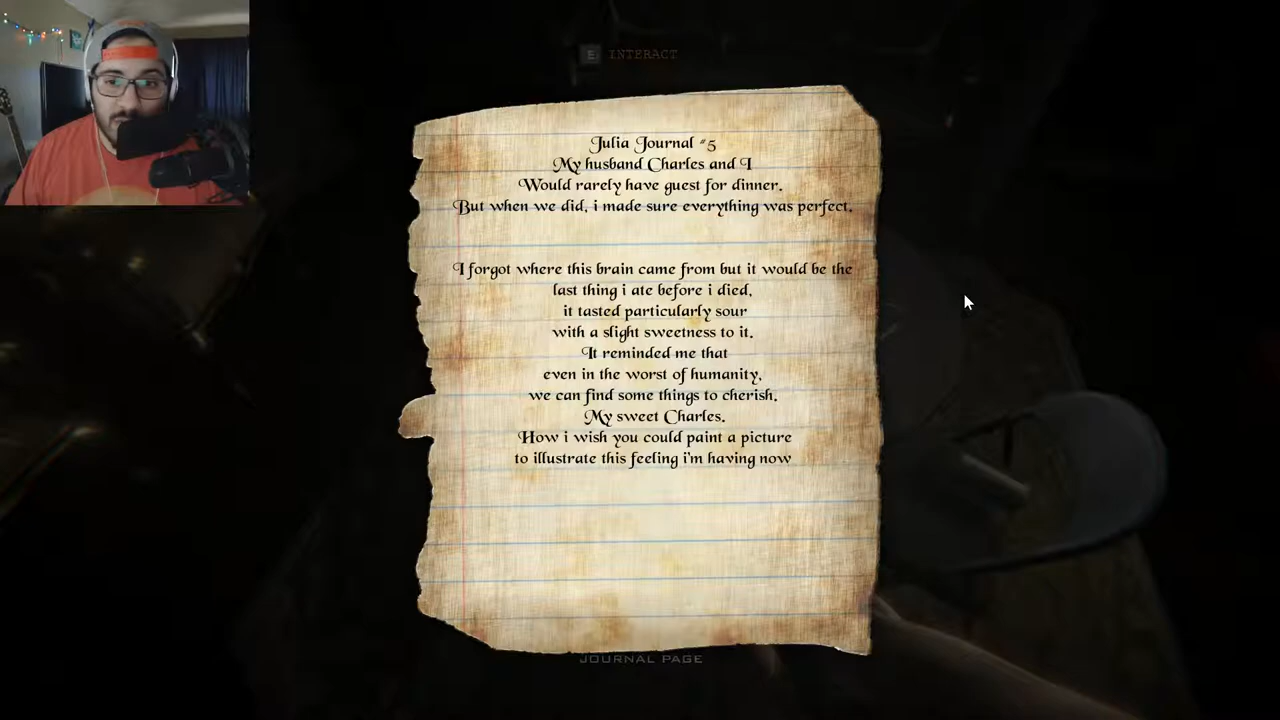 E INTERACT
Julia Journal #5
My husband Charles and I
Would rarely have guest for dinner.
But when we did, i made sure everything was perfect.
I forgot where this brain came from but it would be the
last thing i ate before i died,
it tasted particularly sour
with a slight sweetness to it.
It reminded me that
even in the worst of humanity,
we can find some things to cherish.
My sweet Charles.
How i wish you could paint a picture
to illustrate this feeling i'm having now
JOURNAL PAGE